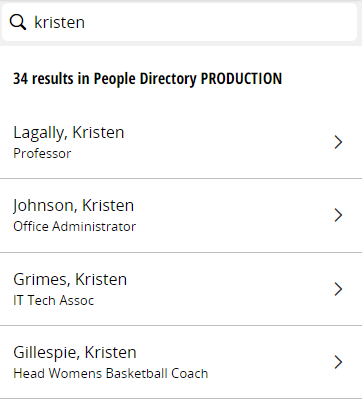 kristen
34 results in People Directory PRODUCTION
Lagally, Kristen
Professor
Johnson, Kristen
Office Administrator
Grimes, Kristen
IT Tech Assoc
Gillespie, Kristen
Head Womens Basketball Coach